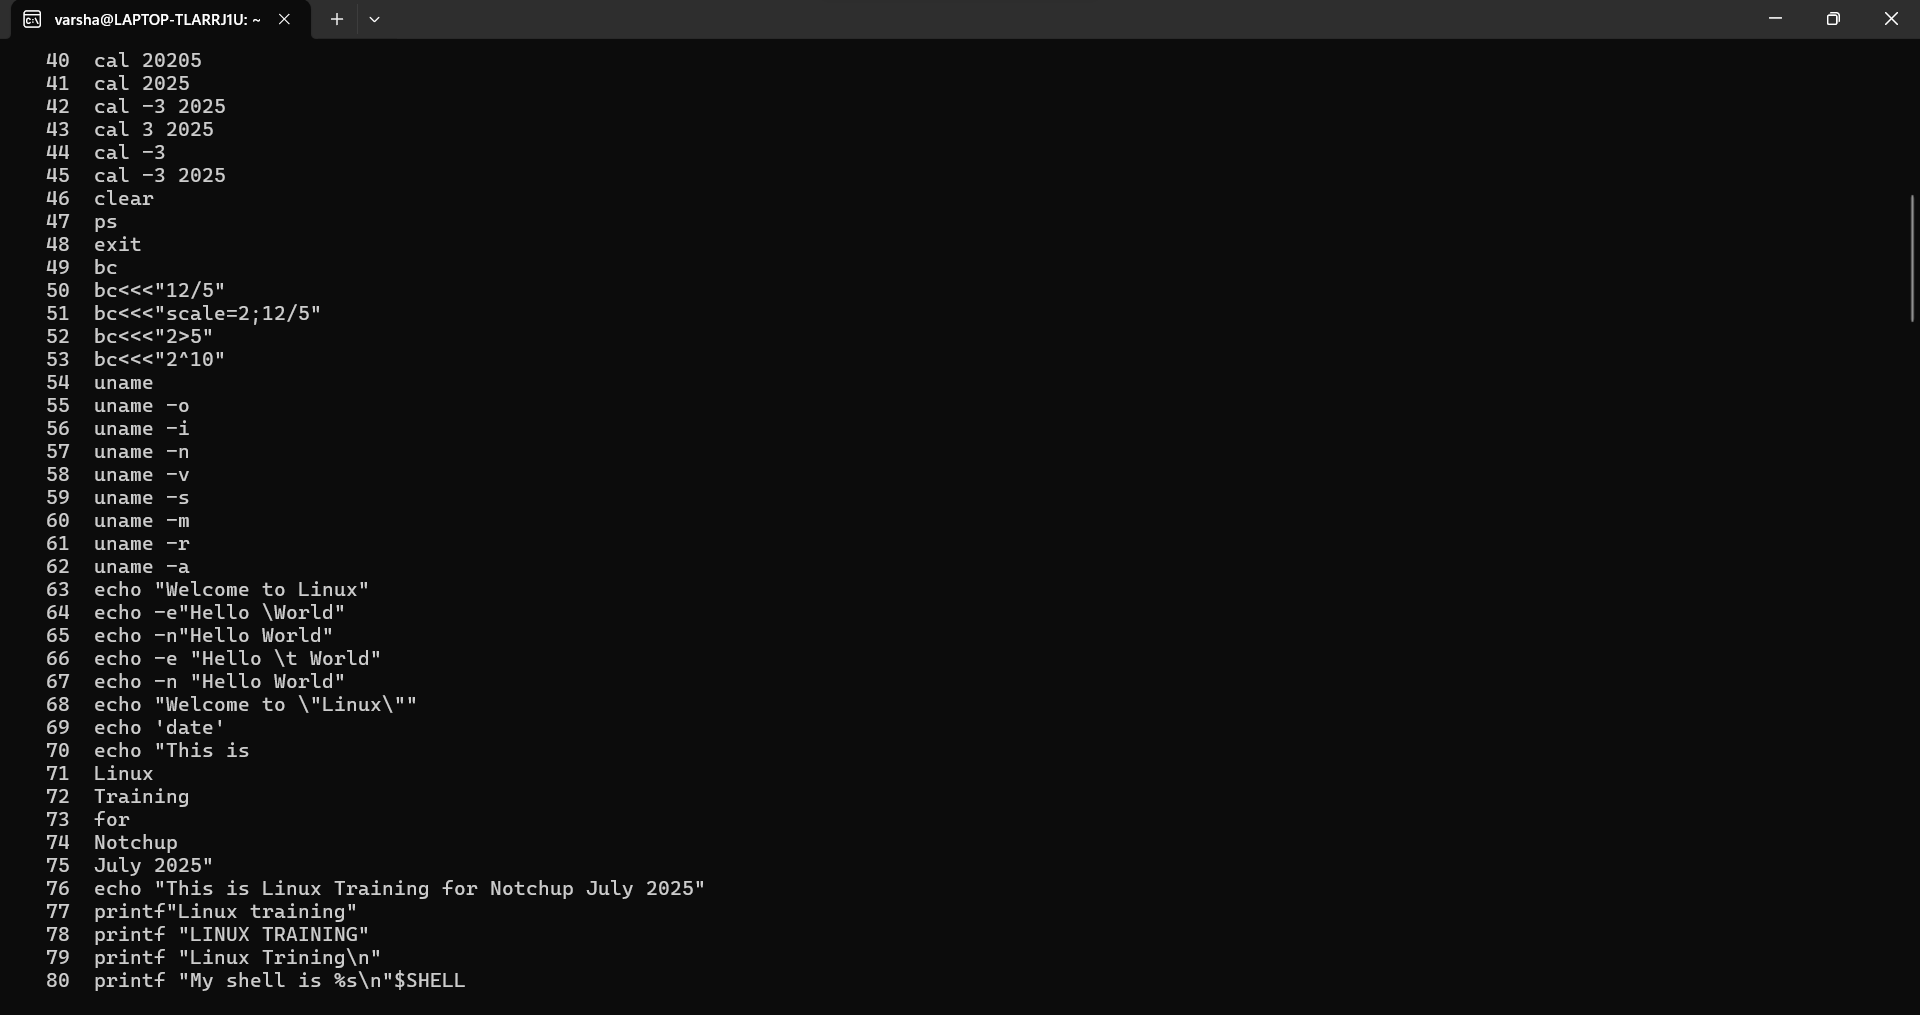 varsha@LAPTOP-TLARRJ1U: ~
40 cal 20205
41 cal 2025
42 cal -3 2025
43 cal 3 2025
44 cal -3
45 cal -3 2025
46 clear
47 ps
48 exit
49 bc
50 bc<<<"12/5"
51 bc<<<"scale=2;12/5"
52 bc<<<"2>5"
53 bc<<<"2^10"
54 uname
55 uname -o
56 uname -i
57 uname -n
58 uname -v
59 uname -s
60 uname -m
61 uname -r
62 uname -a
63 echo "Welcome to Linux"
64 echo -e"Hello \World"
65 echo -n"Hello World"
66 echo -e "Hello \t World"
67 echo -n "Hello World"
68 echo "Welcome to \"Linux\""
69 echo 'date'
70 echo "This is
71 Linux
72 Training
73 for
74 Notchup
75 July 2025"
76 echo "This is Linux Training for Notchup July 2025"
77 printf"Linux training"
78 printf "LINUX TRAINING"
79 printf "Linux Trining\n"
80 printf "My shell is %s\n"$SHELL